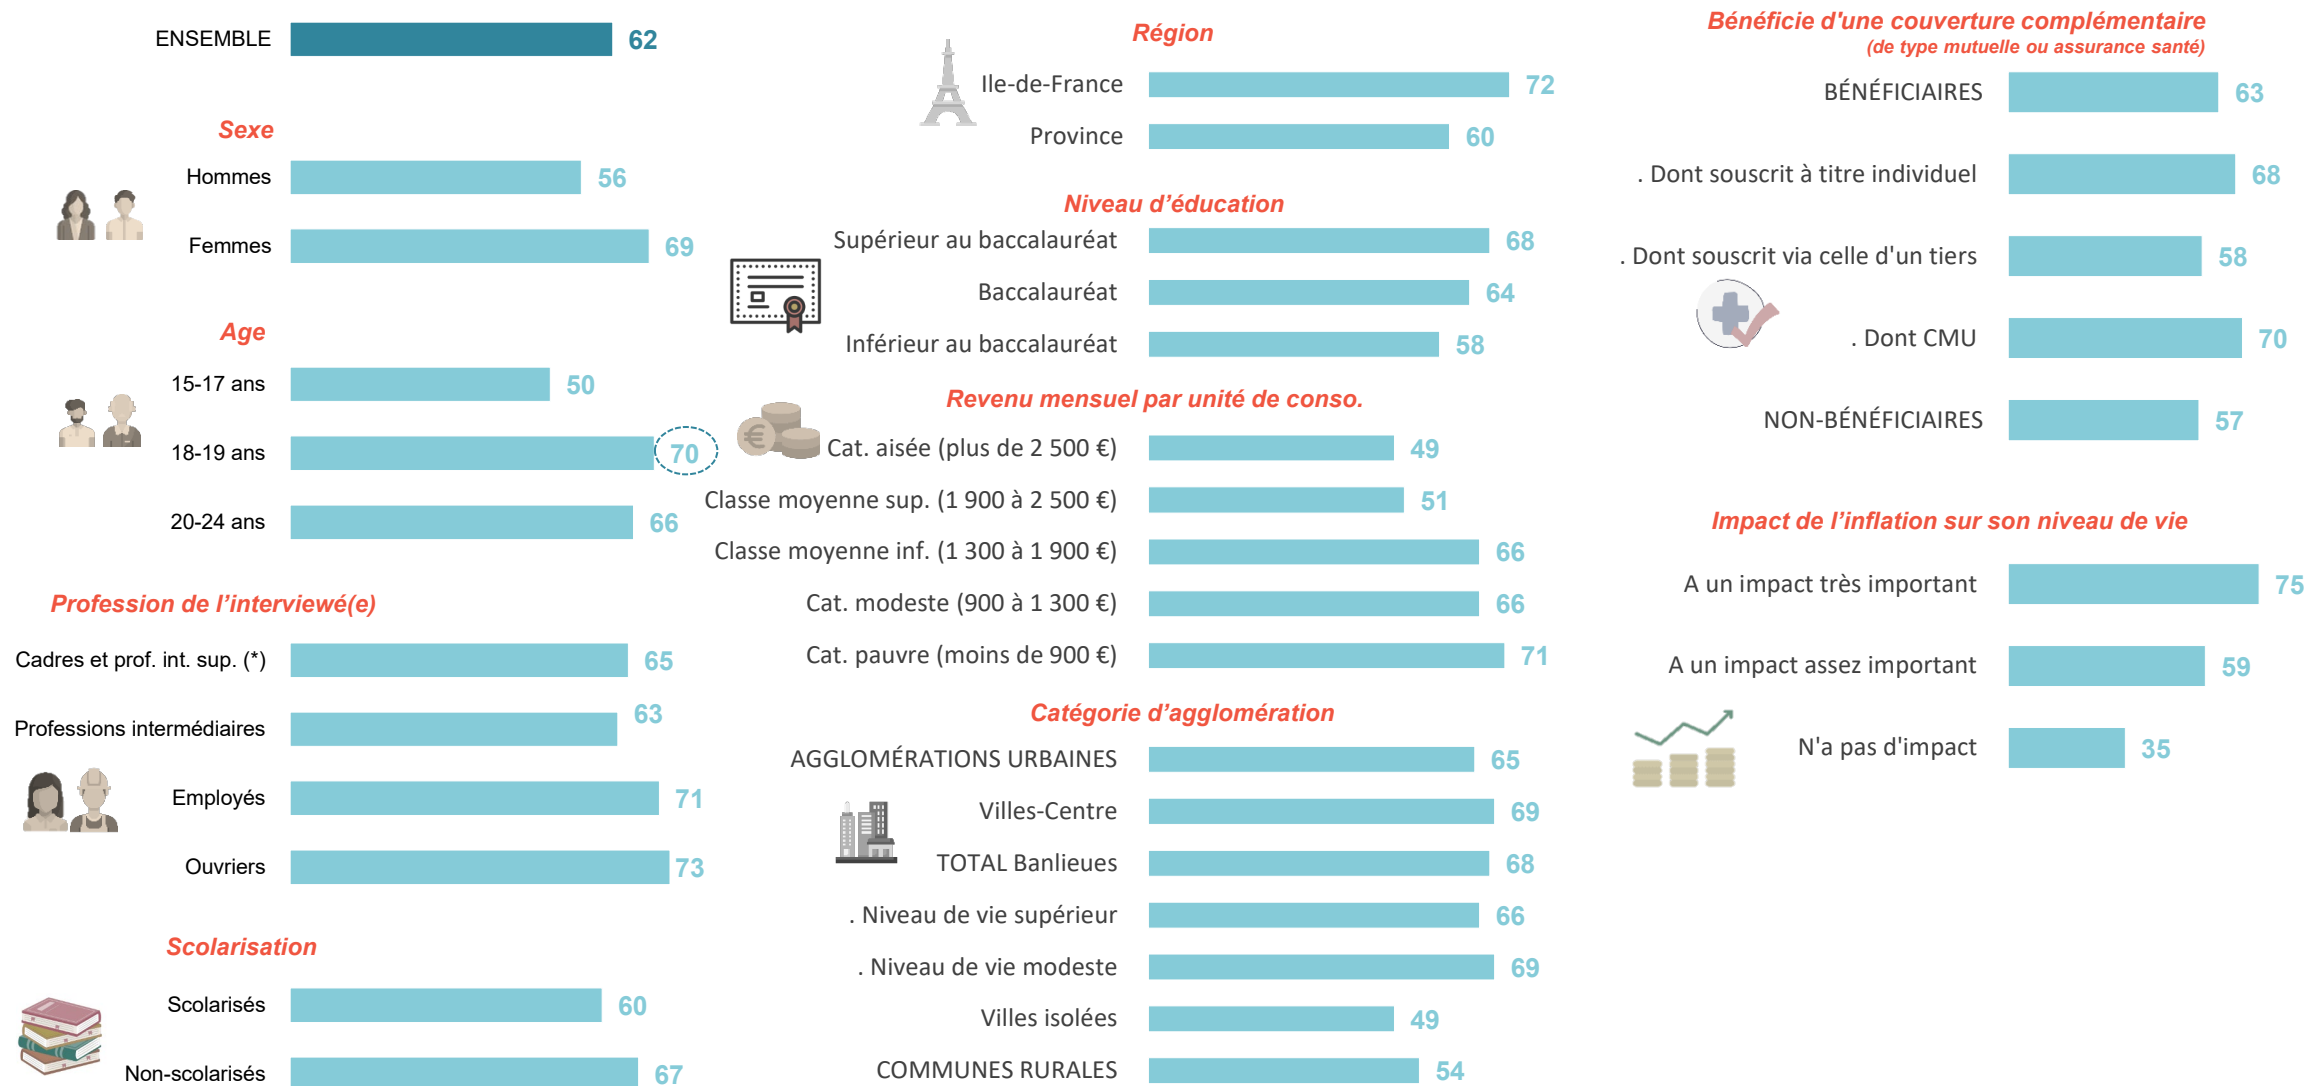 ENSEMBLE 62
Sexe
Hommes 56
Femmes 69
Age
15-17 ans 50
18-19 ans 70
20-24 ans 66
Profession de l’interviewé(e)
Cadres et prof. int. sup. (*) 65
Professions intermédiaires 63
Employés 71
Ouvriers 73
Scolarisation
Scolarisés 60
Non-scolarisés 67
Région
Ile-de-France 72
Province 60
Niveau d’éducation
Supérieur au baccalauréat 68
Baccalauréat 64
Inférieur au baccalauréat 58
Revenu mensuel par unité de conso.
€
Cat. aisée (plus de 2 500 €) 49
Classe moyenne sup. (1 900 à 2 500 €) 51
Classe moyenne inf. (1 300 à 1 900 €) 66
Cat. modeste (900 à 1 300 €) 66
Cat. pauvre (moins de 900 €) 71
Catégorie d’agglomération
AGGLOMÉRATIONS URBAINES 65
Villes-Centre 69
TOTAL Banlieues 68
. Niveau de vie supérieur 66
. Niveau de vie modeste 69
Villes isolées 49
COMMUNES RURALES 54
Bénéficie d'une couverture complémentaire
(de type mutuelle ou assurance santé)
BÉNÉFICIAIRES 63
. Dont souscrit à titre individuel 68
. Dont souscrit via celle d'un tiers 58
. Dont CMU 70
NON-BÉNÉFICIAIRES 57
Impact de l’inflation sur son niveau de vie
A un impact très important 75
A un impact assez important 59
N'a pas d'impact 35